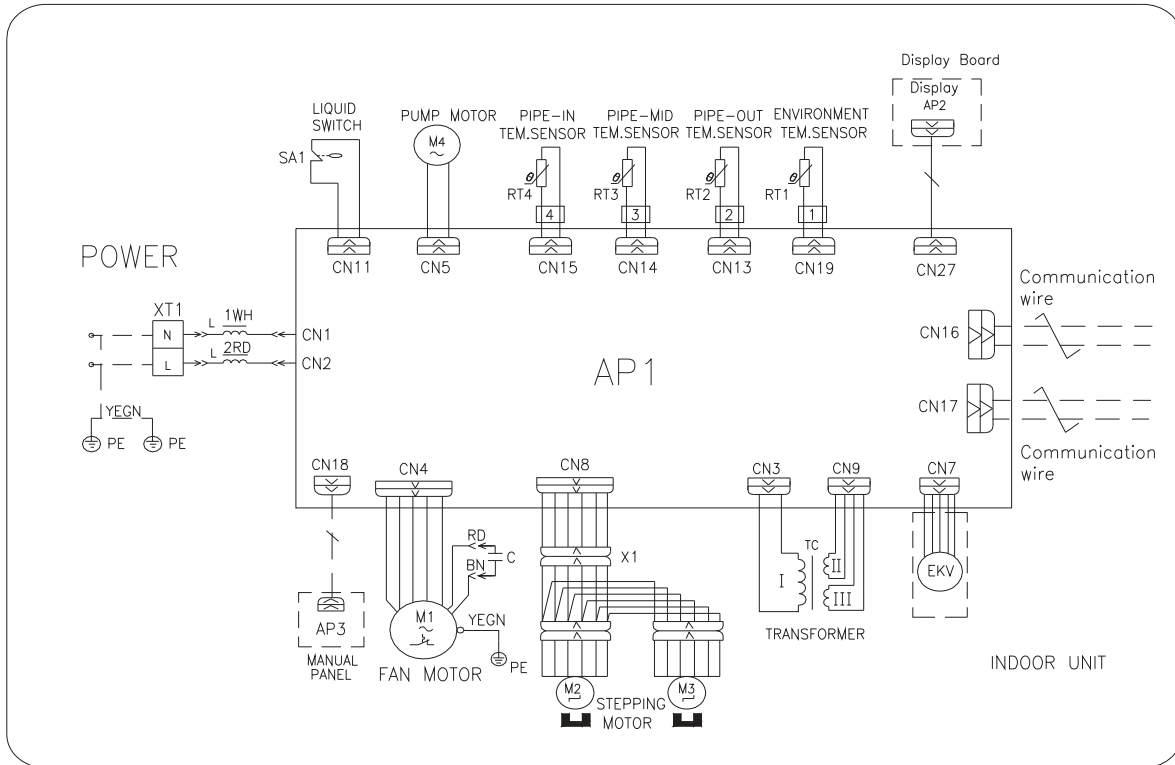 Display Board
Display
AP2
LIQUID
SWITCH
SA1
PUMP MOTOR
M4
PIPE-IN
TEM.SENSOR
RT4
4
PIPE-MID
TEM.SENSOR
RT3
3
PIPE-OUT
TEM.SENSOR
RT2
2
ENVIRONMENT
TEM.SENSOR
RT1
1
CN11
CN5
CN15
CN14
CN13
CN19
CN27
POWER
XT1
N
L
L
1WH
L
2RD
CN1
CN2
YEGN
PE
PE
AP1
Communication
wire
CN16
CN17
Communication
wire
CN18
CN4
CN8
CN3
CN9
CN7
RD
BN
C
X1
I
TC
II
III
TRANSFORMER
EKV
AP3
MANUAL
PANEL
M1
YEGN
PE
FAN MOTOR
M2
M3
STEPPING
MOTOR
INDOOR UNIT